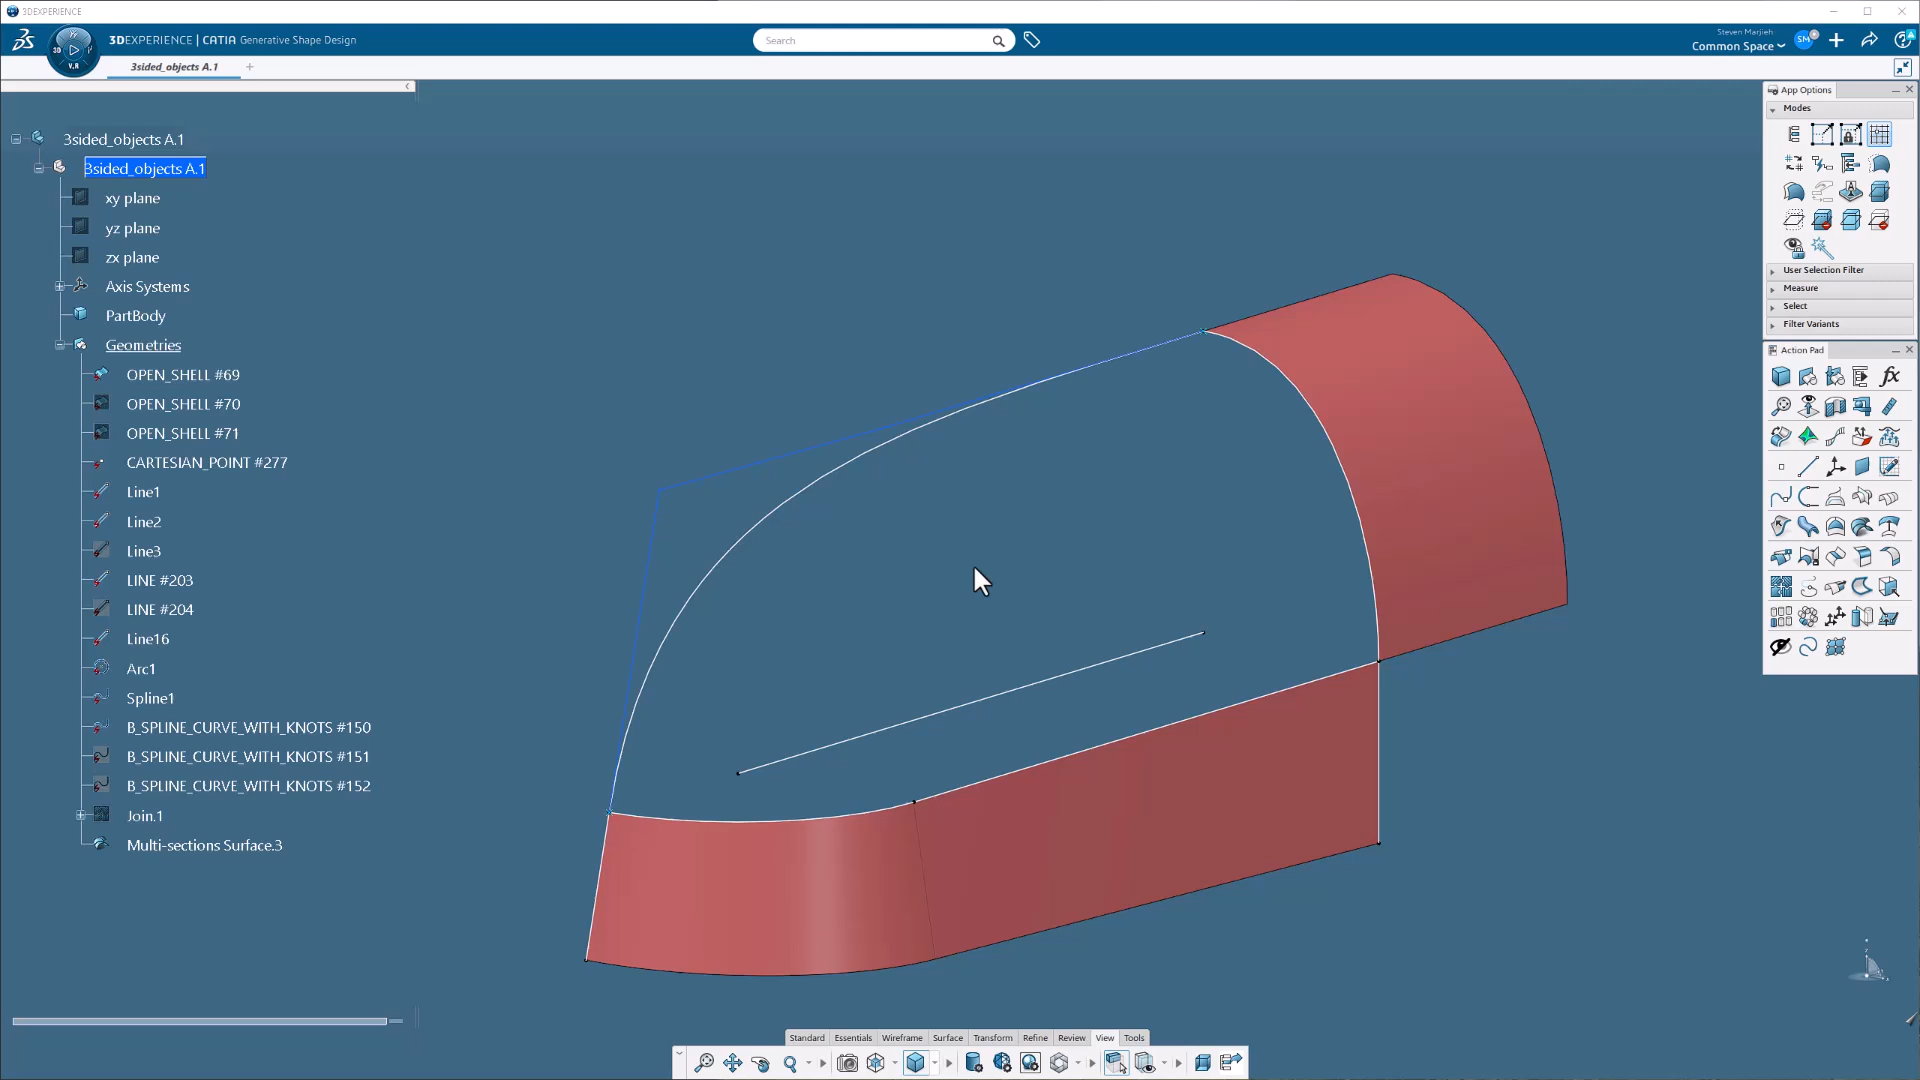 3DEXPERIENCE
3DEXPERIENCE | CATIA Generative Shape Design
Search
Steven Marjieh
Common Space
SM
3D
V.R
3sided_objects A.1
+
3sided_objects A.1
3sided_objects A.1
xy plane
yz plane
zx plane
Axis Systems
PartBody
Geometries
OPEN_SHELL #69
OPEN_SHELL #70
OPEN_SHELL #71
CARTESIAN_POINT #277
Line1
Line2
Line3
LINE #203
LINE #204
Line16
Arc1
Spline1
B_SPLINE_CURVE_WITH_KNOTS #150
B_SPLINE_CURVE_WITH_KNOTS #151
B_SPLINE_CURVE_WITH_KNOTS #152
Join.1
Multi-sections Surface.3
App Options
Modes
User Selection Filter
Measure
Select
Filter Variants
Action Pad
fx
Standard Essentials Wireframe Surface Transform Refine Review View Tools